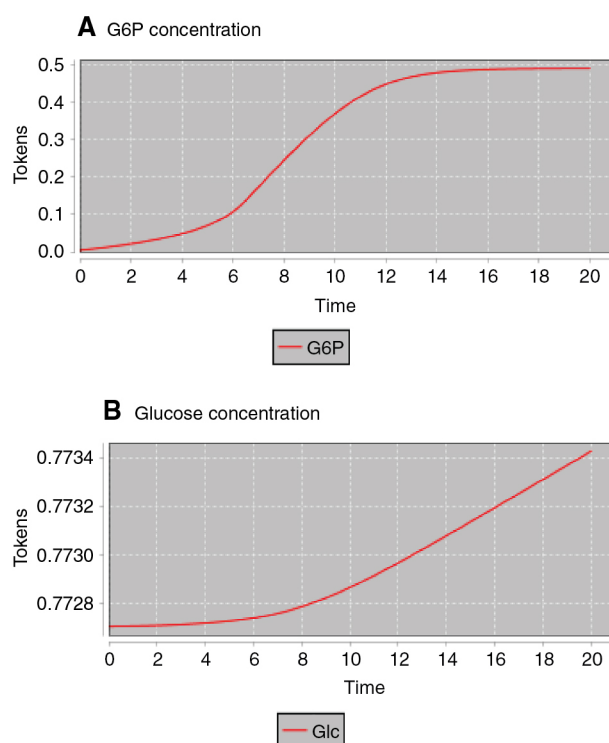 A G6P concentration
0.5
0.4
0.3
0.2
0.1
0.0
Tokens
0 2 4 6 8 10 12 14 16 18 20
Time
G6P
B Glucose concentration
0.7734
0.7732
0.7730
0.7728
Tokens
0 2 4 6 8 10 12 14 16 18 20
Time
Glc